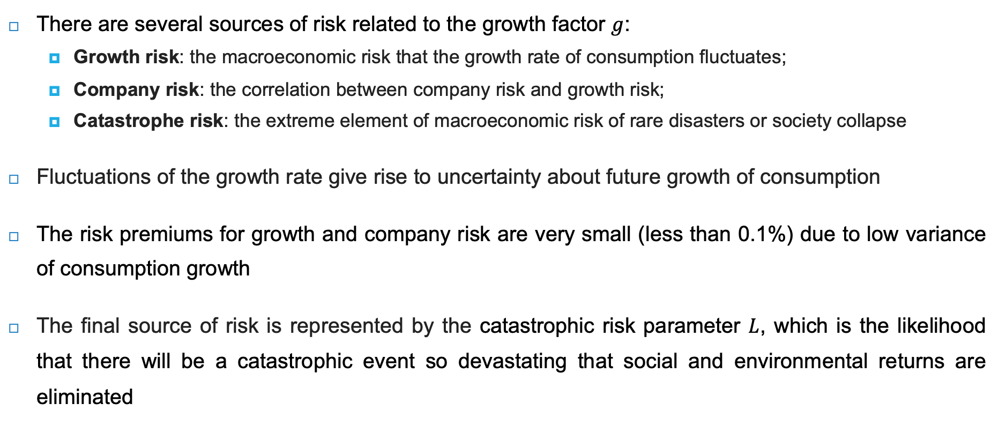 There are several sources of risk related to the growth factor g:
Growth risk: the macroeconomic risk that the growth rate of consumption fluctuates;
Company risk: the correlation between company risk and growth risk;
Catastrophe risk: the extreme element of macroeconomic risk of rare disasters or society collapse
Fluctuations of the growth rate give rise to uncertainty about future growth of consumption
The risk premiums for growth and company risk are very small (less than 0.1%) due to low variance
of consumption growth
The final source of risk is represented by the catastrophic risk parameter L, which is the likelihood
that there will be a catastrophic event so devastating that social and environmental returns are
eliminated